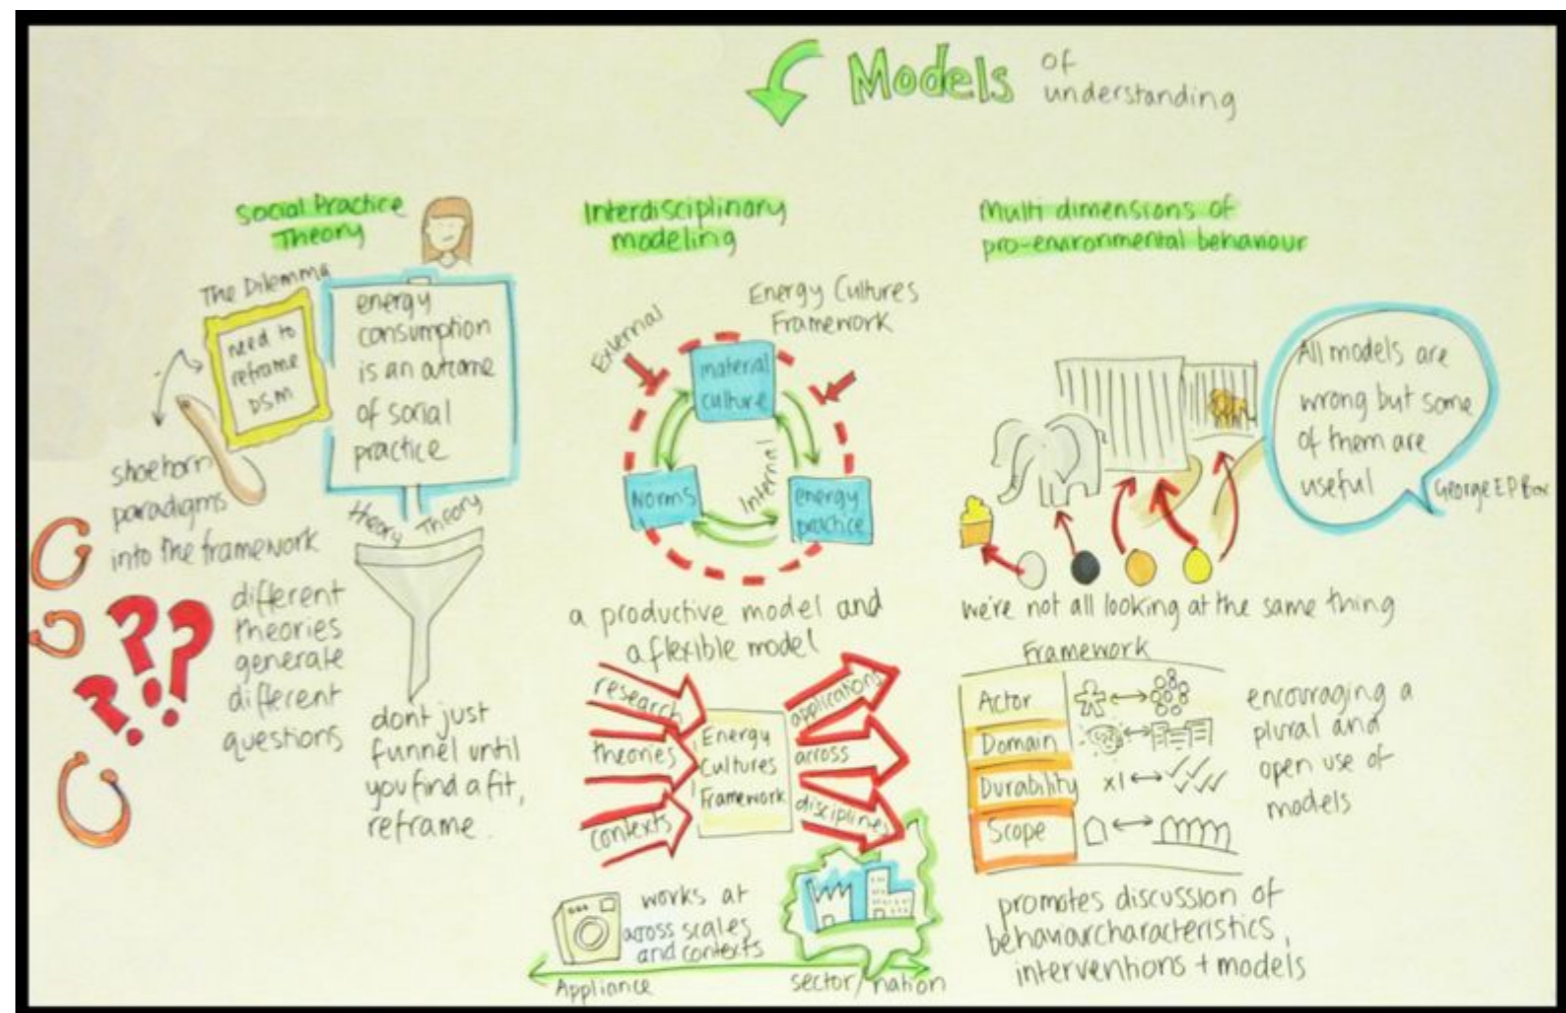 Models of
understanding
Social Practice
Theory
The Dilemma
need to
reframe
DSM
energy
consumption
is an outcome
of social
practice
shoehorn
paradigms
into the framework
theory Theory
different
theories
generate
different
questions
dont just
funnel until
you find a fit,
reframe.
Interdisciplinary
modeling
Energy Cultures
Framework
External
material
culture
Internal
Norms
energy
practice
a productive model and
a flexible model
research
theories
contexts
Energy
Cultures
Framework
applications
across
disciplines
works at
across scales
and contexts
Appliance
sector/nation
Multi dimensions of
pro-environmental behaviour
All models are
wrong but some
of them are
useful
George E P Box
we're not all looking at the same thing
Framework
Actor
Domain
Durability x1
Scope
encouraging a
plural and
open use of
models
promotes discussion of
behaviour characteristics,
interventions + models